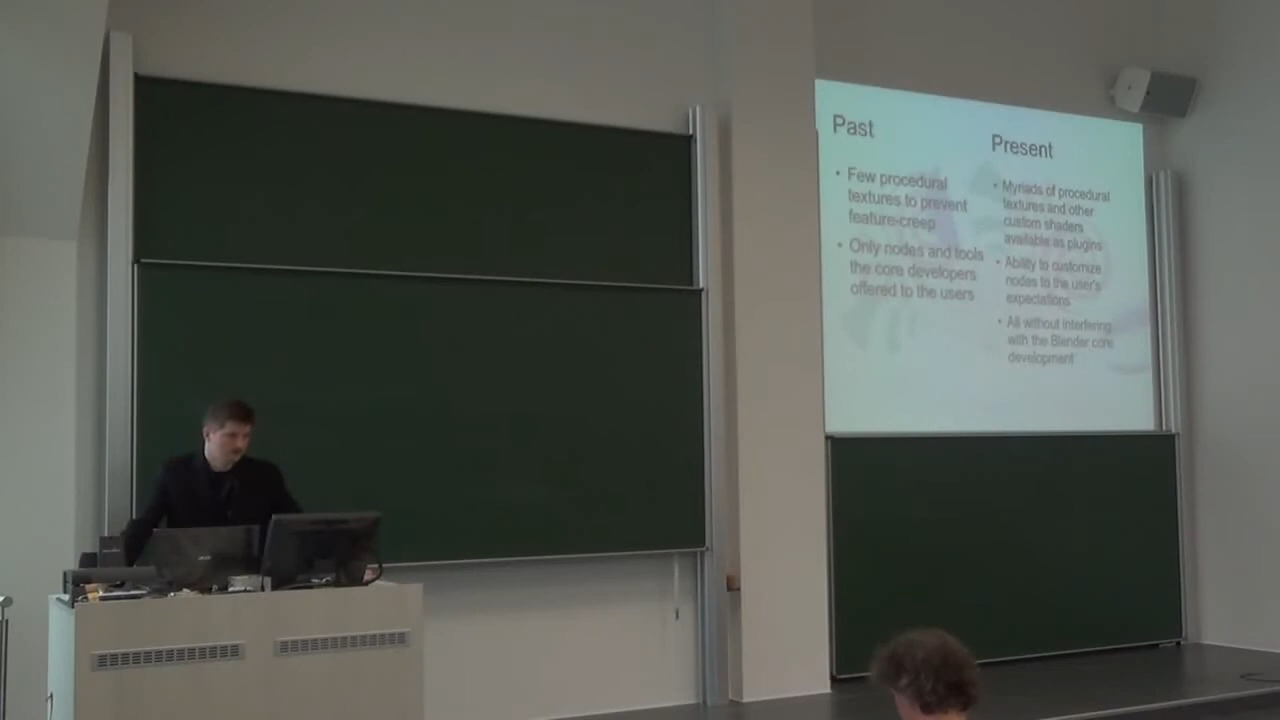 Past
• Few procedural
textures to prevent
feature-creep
• Only nodes and tools
the core developers
offered to the users
Present
• Myriads of procedural
textures and other
custom shaders
available as plugins
• Ability to customize
nodes to the user's
expectations
• All without interfering
with the Blender core
development
acer